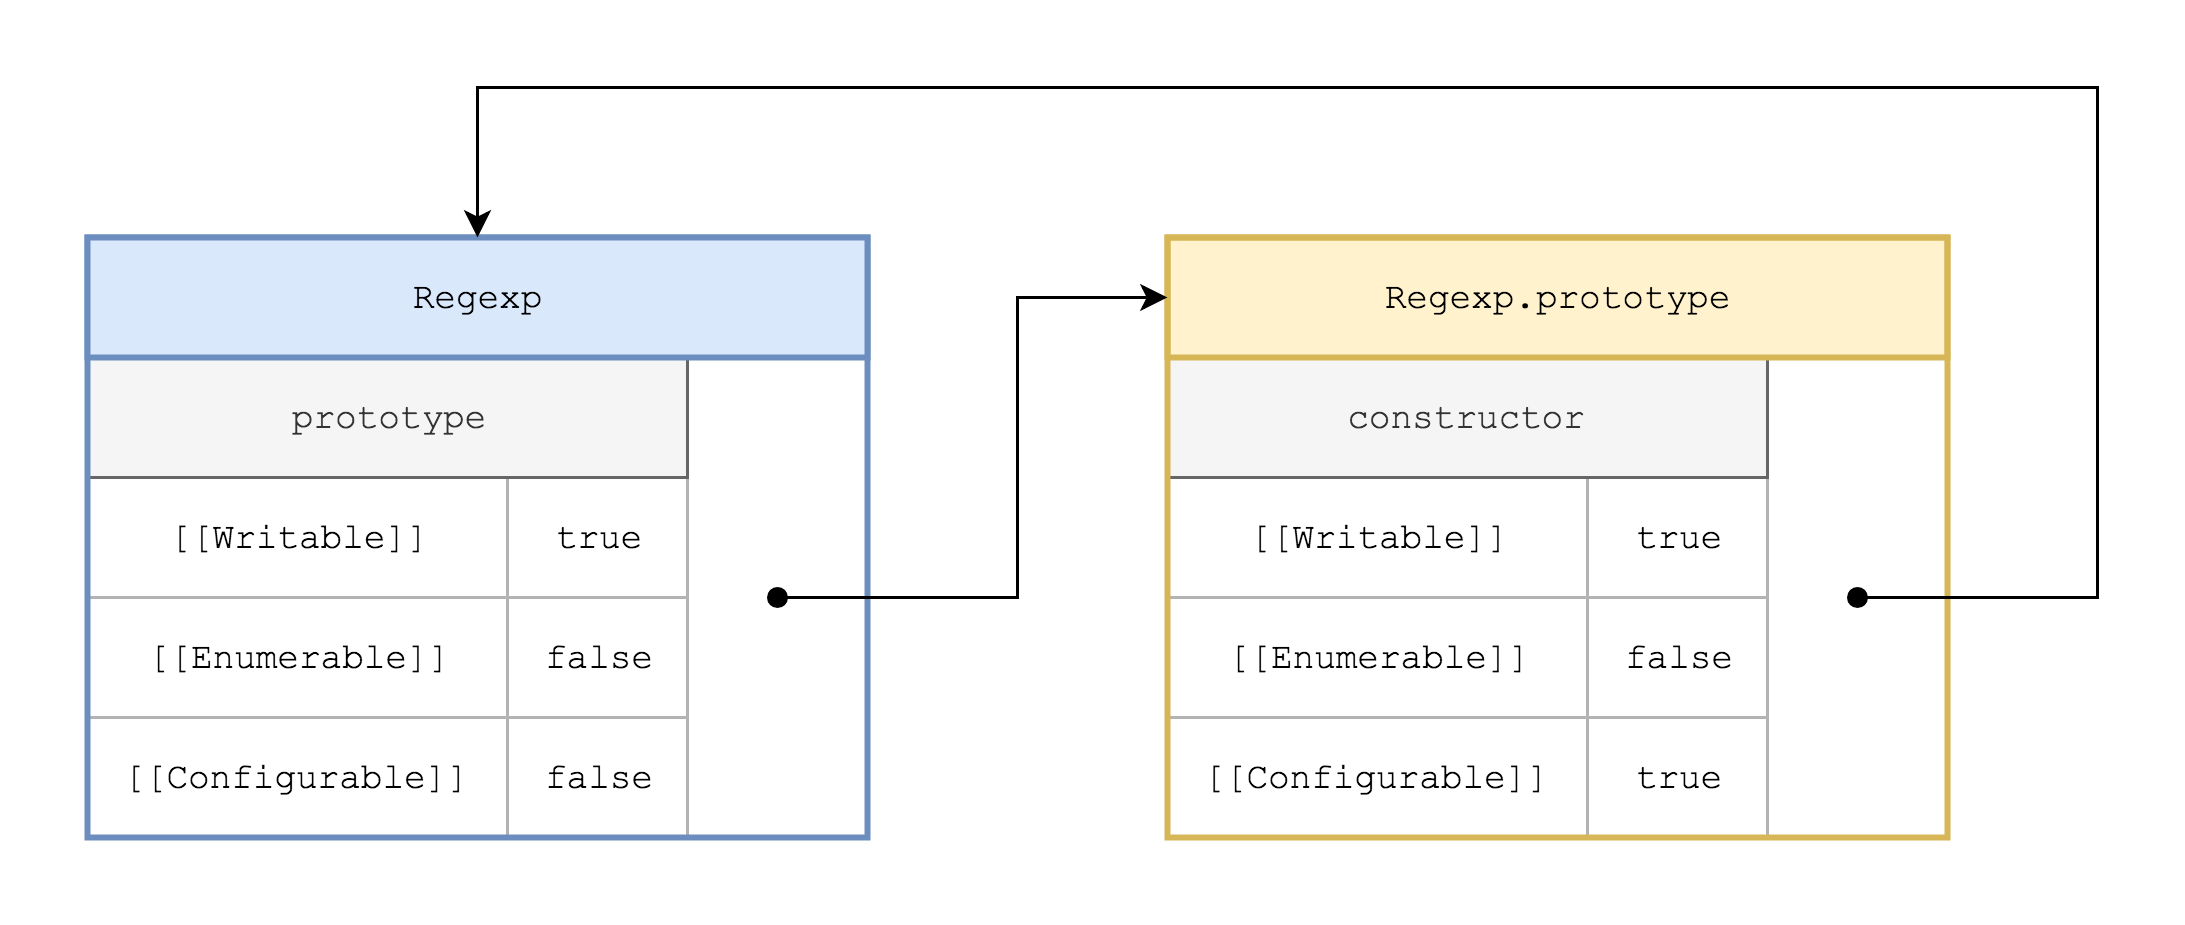 Regexp
prototype
[[Writable]] true
[[Enumerable]] false
[[Configurable]] false
Regexp.prototype
constructor
[[Writable]] true
[[Enumerable]] false
[[Configurable]] true